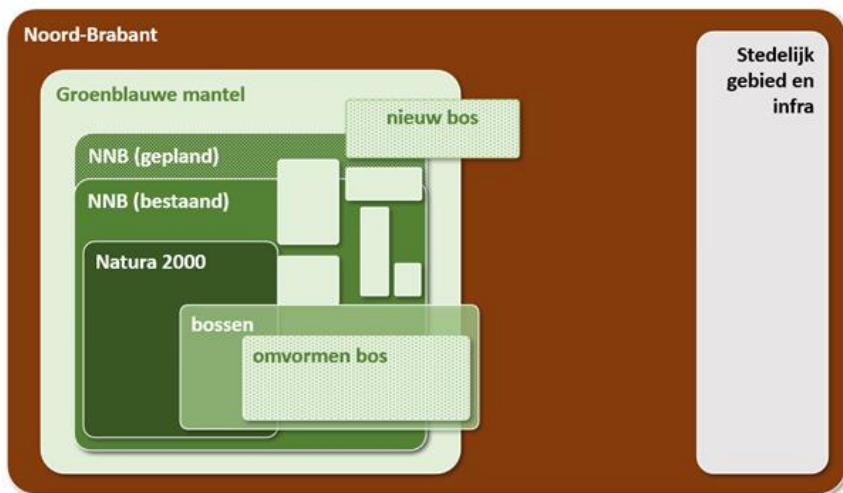 Noord-Brabant
Stedelijk
gebied en
infra
Groenblauwe mantel
nieuw bos
NNB (gepland)
NNB (bestaand)
Natura 2000
bossen
omvormen bos